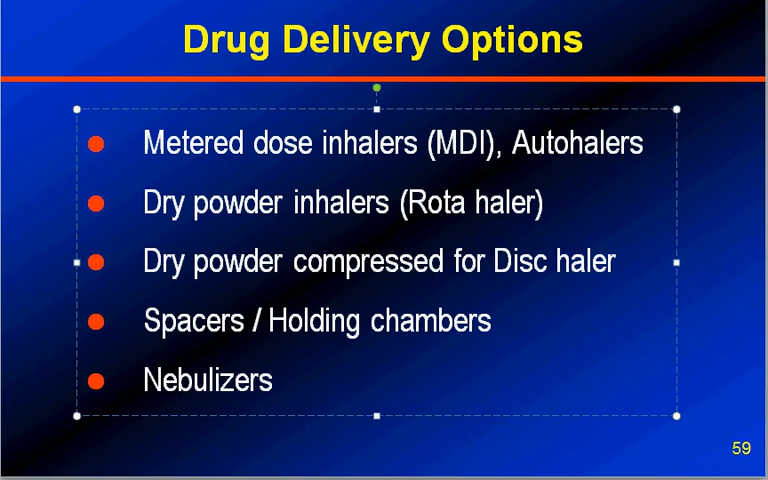 Drug Delivery Options
Metered dose inhalers (MDI), Autohalers
Dry powder inhalers (Rota haler)
Dry powder compressed for Disc haler
Spacers / Holding chambers
Nebulizers
59